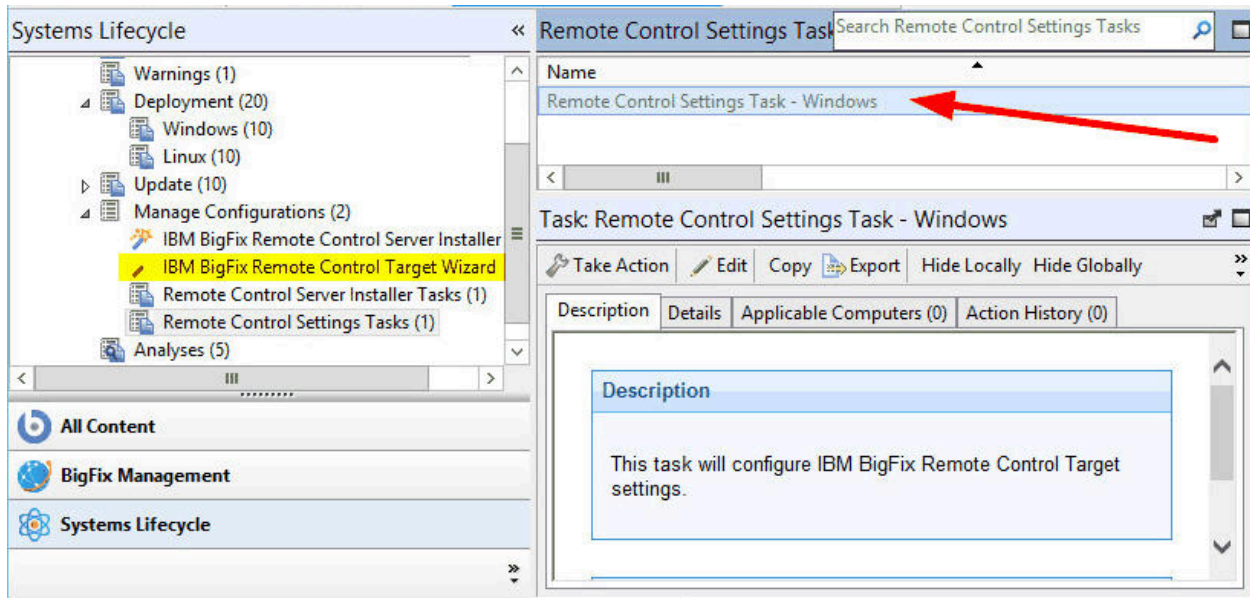 Systems Lifecycle «
Warnings (1)
Deployment (20)
Windows (10)
Linux (10)
Update (10)
Manage Configurations (2)
IBM BigFix Remote Control Server Installer
IBM BigFix Remote Control Target Wizard
Remote Control Server Installer Tasks (1)
Remote Control Settings Tasks (1)
Analyses (5)
All Content
BigFix Management
Systems Lifecycle
»
Remote Control Settings Task Search Remote Control Settings Tasks
Name
Remote Control Settings Task - Windows
Task: Remote Control Settings Task - Windows
Take Action Edit Copy Export Hide Locally Hide Globally »
Description Details Applicable Computers (0) Action History (0)
Description
This task will configure IBM BigFix Remote Control Target
settings.